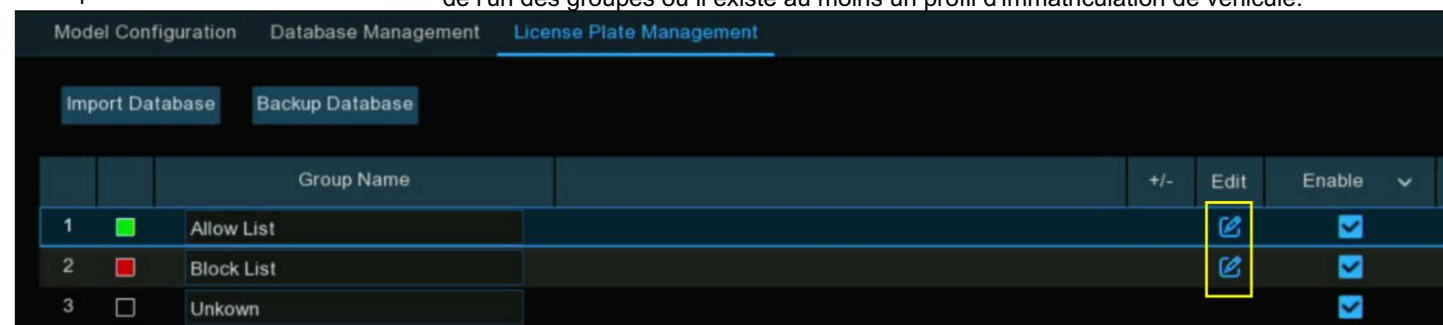 de l'un des groupes où il existe au moins un profil d'immatriculation de véhicule.
Model Configuration Database Management License Plate Management
Import Database Backup Database
Group Name +/- Edit Enable
1 Allow List
2 Block List
3 Unkown